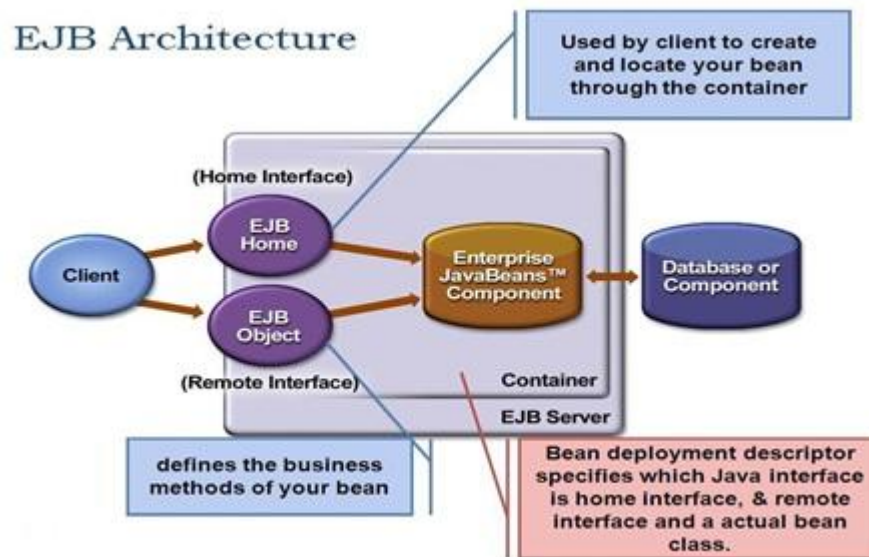 EJB Architecture
Used by client to create
and locate your bean
through the container
(Home Interface)
EJB
Home
Client
Enterprise
JavaBeans™
Component
Database or
Component
EJB
Object
(Remote Interface)
Container
EJB Server
defines the business
methods of your bean
Bean deployment descriptor
specifies which Java interface
is home interface, & remote
interface and a actual bean
class.